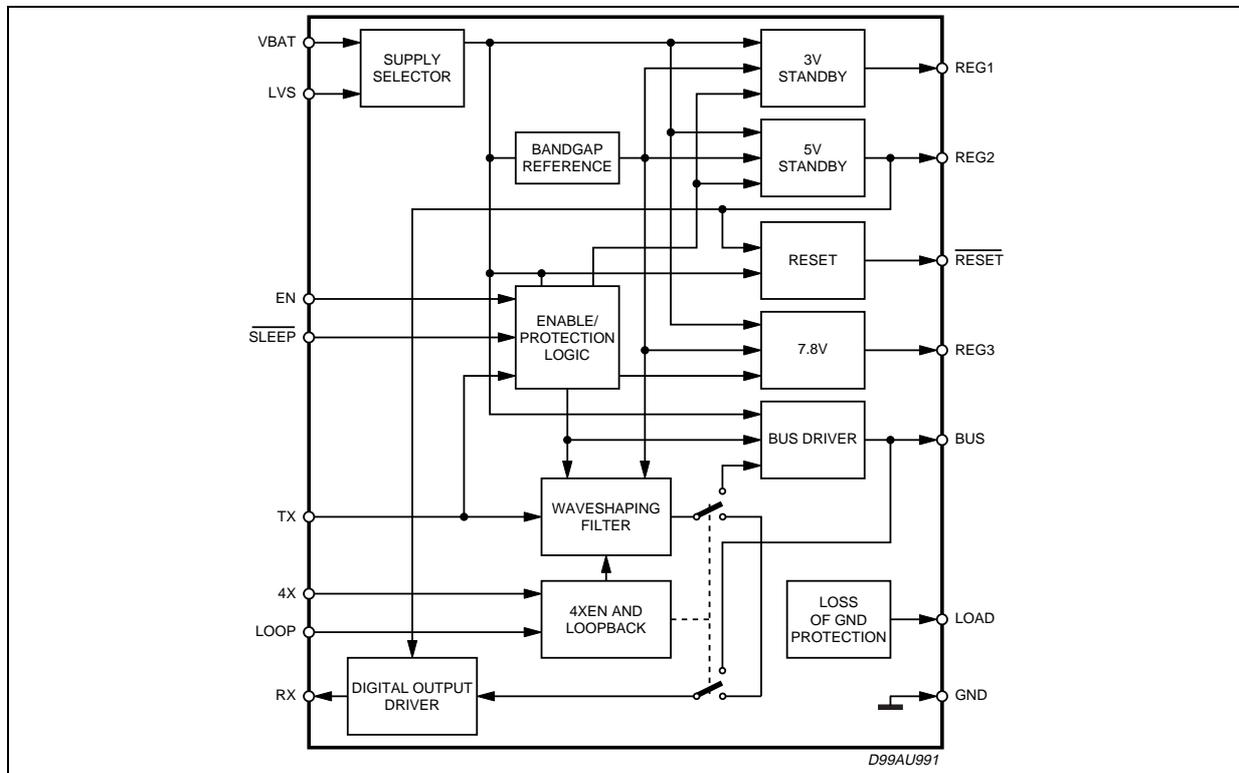 VBAT
LVS
SUPPLY
SELECTOR
3V
STANDBY
REG1
BANDGAP
REFERENCE
5V
STANDBY
REG2
RESET
RESET
EN
SLEEP
ENABLE/
PROTECTION
LOGIC
7.8V
REG3
BUS DRIVER
BUS
TX
WAVESHAPING
FILTER
4X
LOOP
4XEN AND
LOOPBACK
LOSS
OF GND
PROTECTION
LOAD
RX
DIGITAL OUTPUT
DRIVER
GND
D99AU991